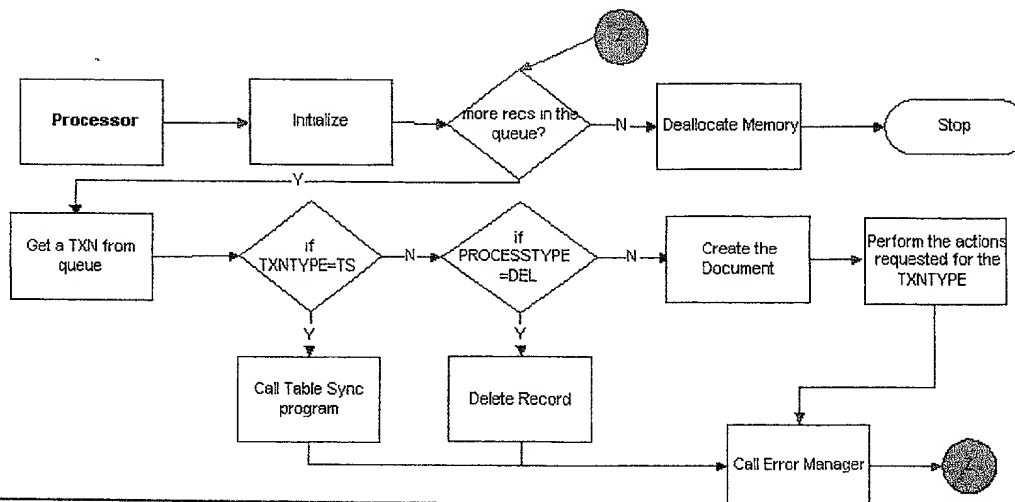 Z
Processor
Initialize
more recs in the
queue?
N
Deallocate Memory
Stop
Y
Get a TXN from
queue
if
TXNTYPE=TS
N
if
PROCESSTYPE
=DEL
N
Create the
Document
Perform the actions
requested for the
TXNTYPE
Y
Y
Call Table Sync
program
Delete Record
Call Error Manager
Z